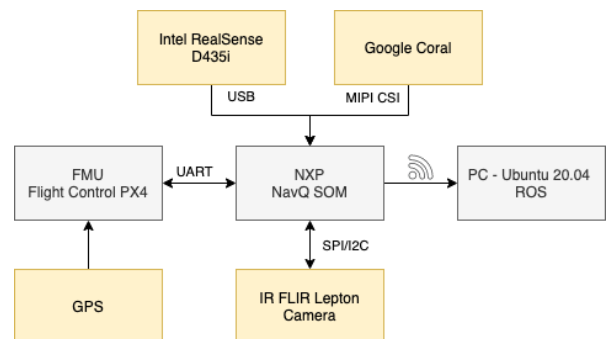 Intel RealSense
D435i
Google Coral
USB
MIPI CSI
FMU
Flight Control PX4
UART
NXP
NavQ SOM
PC - Ubuntu 20.04
ROS
SPI/I2C
GPS
IR FLIR Lepton
Camera